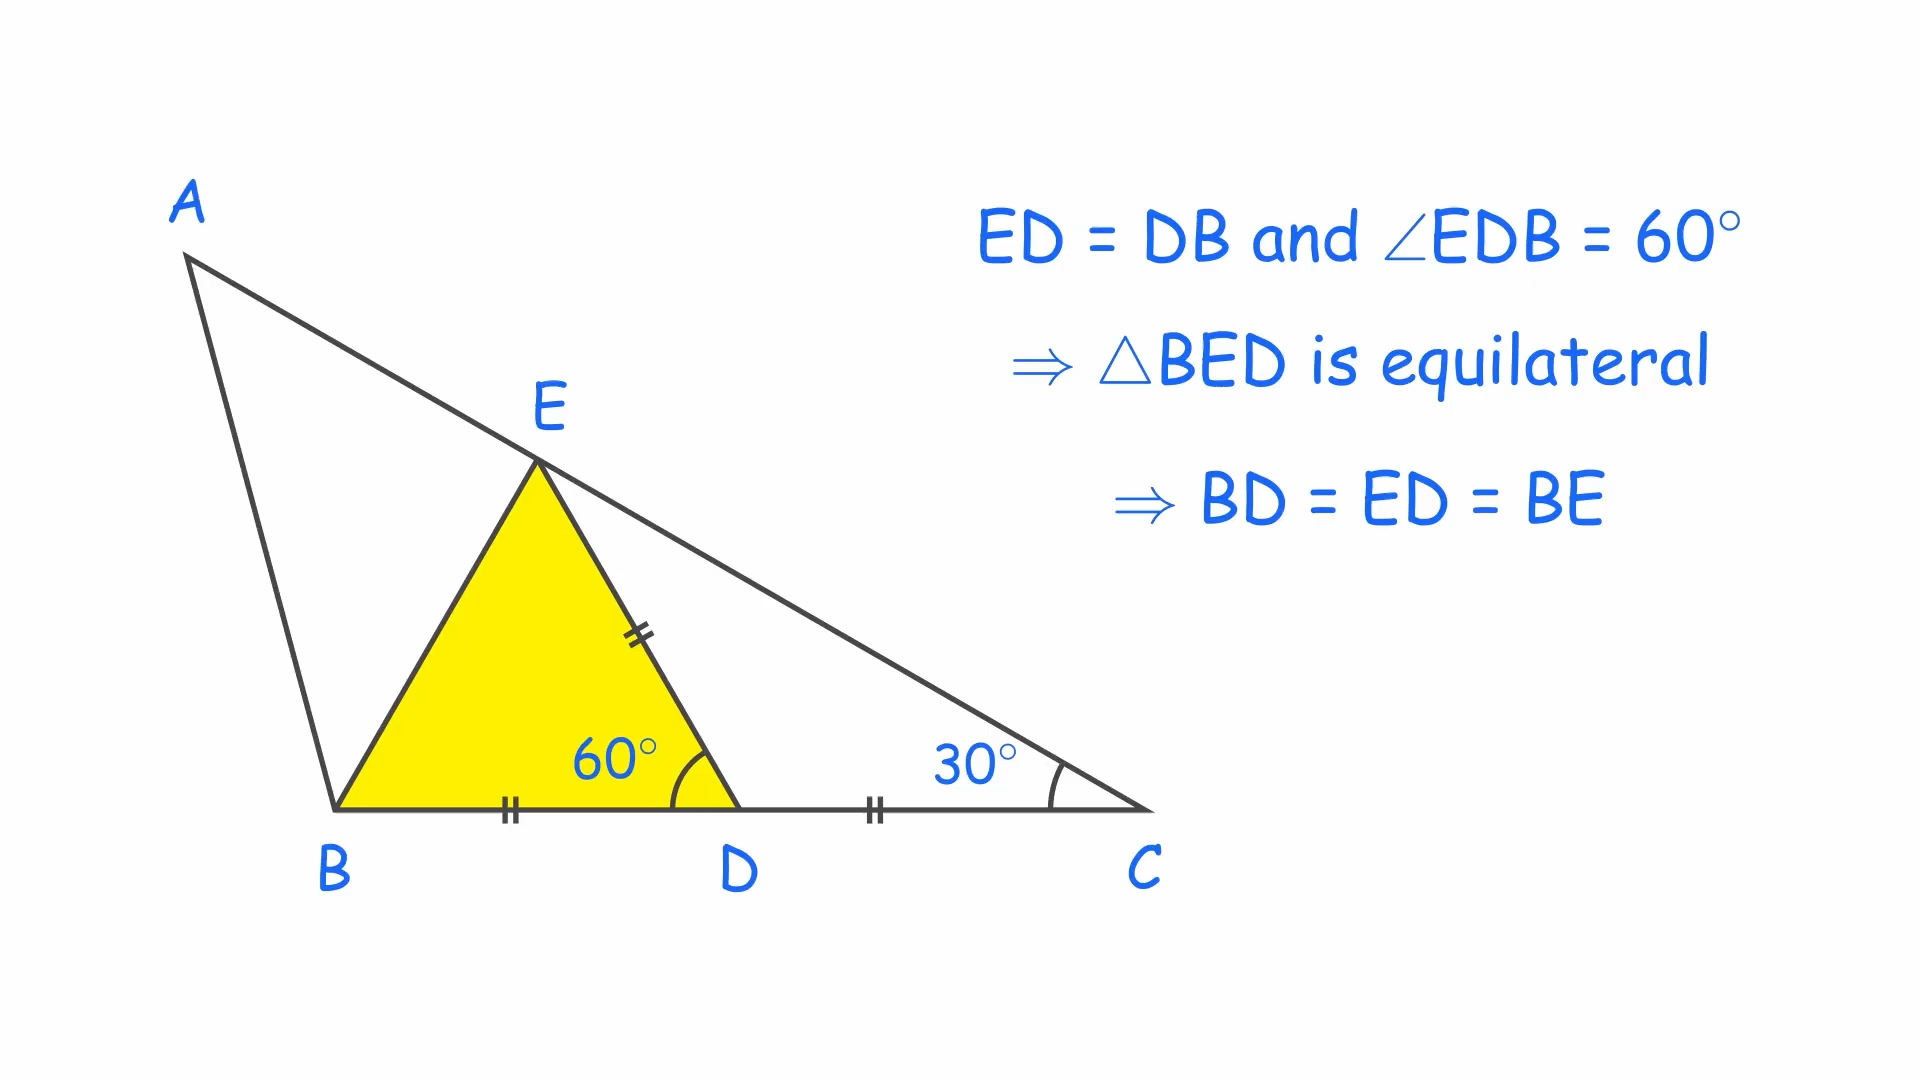 A
ED = DB and ∠EDB = 60°
⇒ △BED is equilateral
E
⇒ BD = ED = BE
60°
30°
B
D
C